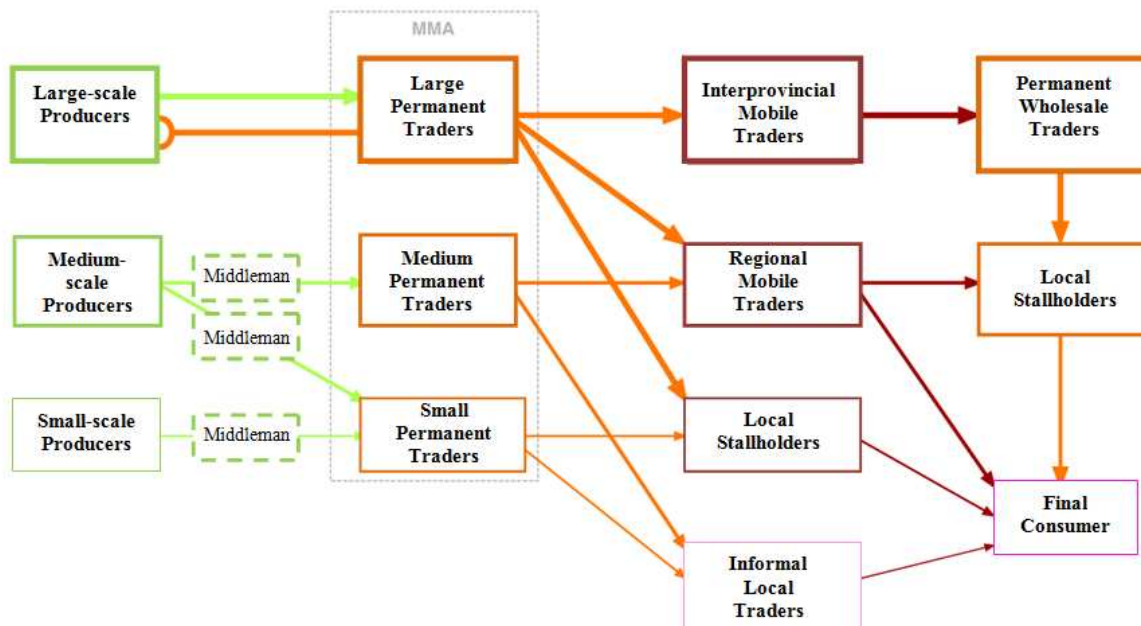 MMA
Large-scale
Producers
Large
Permanent
Traders
Interprovincial
Mobile
Traders
Permanent
Wholesale
Traders
Medium-
scale
Producers
Middleman
Middleman
Medium
Permanent
Traders
Regional
Mobile
Traders
Local
Stallholders
Small-scale
Producers
Middleman
Small
Permanent
Traders
Local
Stallholders
Final
Consumer
Informal
Local
Traders